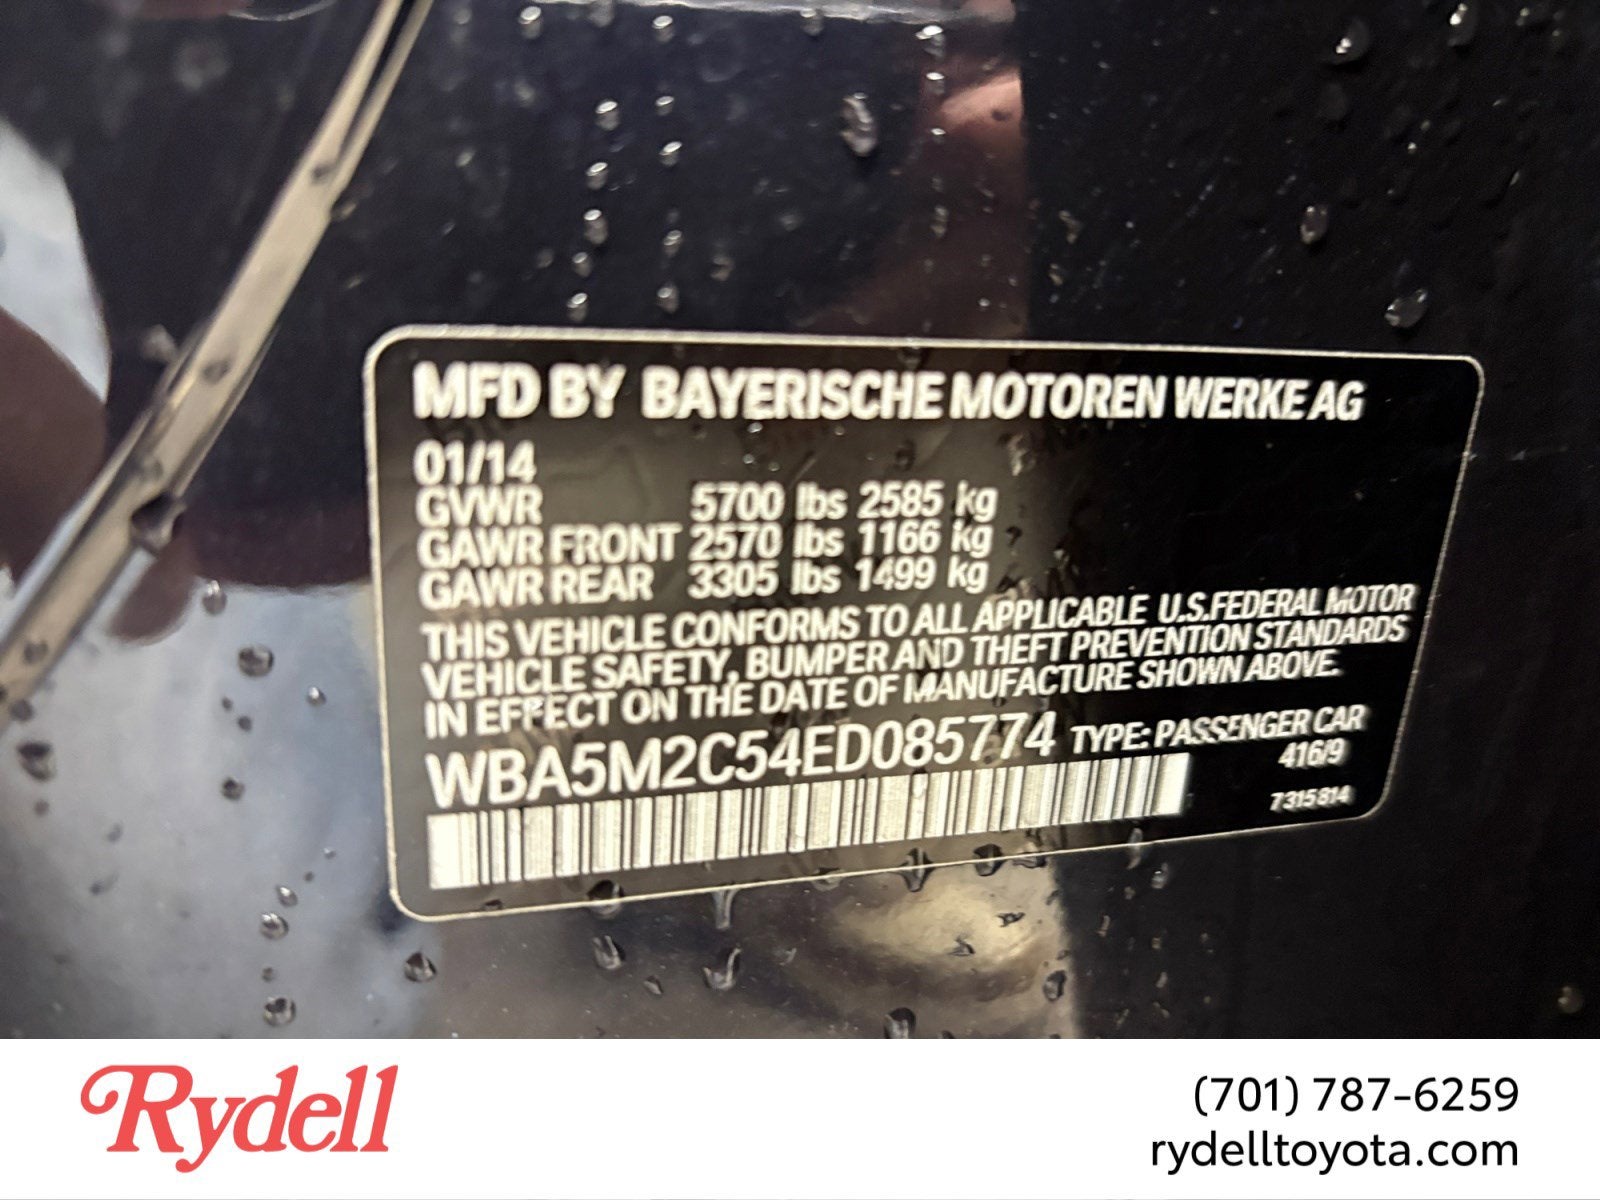 MFD BY BAYERISCHE MOTOREN WERKE AG
01/14
GVWR 5700 lbs 2585 kg
GAWR FRONT 2570 lbs 1166 kg
GAWR REAR 3305 lbs 1499 kg
THIS VEHICLE CONFORMS TO ALL APPLICABLE U.S.FEDERAL MOTOR
VEHICLE SAFETY, BUMPER AND THEFT PREVENTION STANDARDS
IN EFFECT ON THE DATE OF MANUFACTURE SHOWN ABOVE.
WBA5M2C54ED085774 TYPE: PASSENGER CAR
416/9
7315814
Rydell
(701) 787-6259
rydelltoyota.com